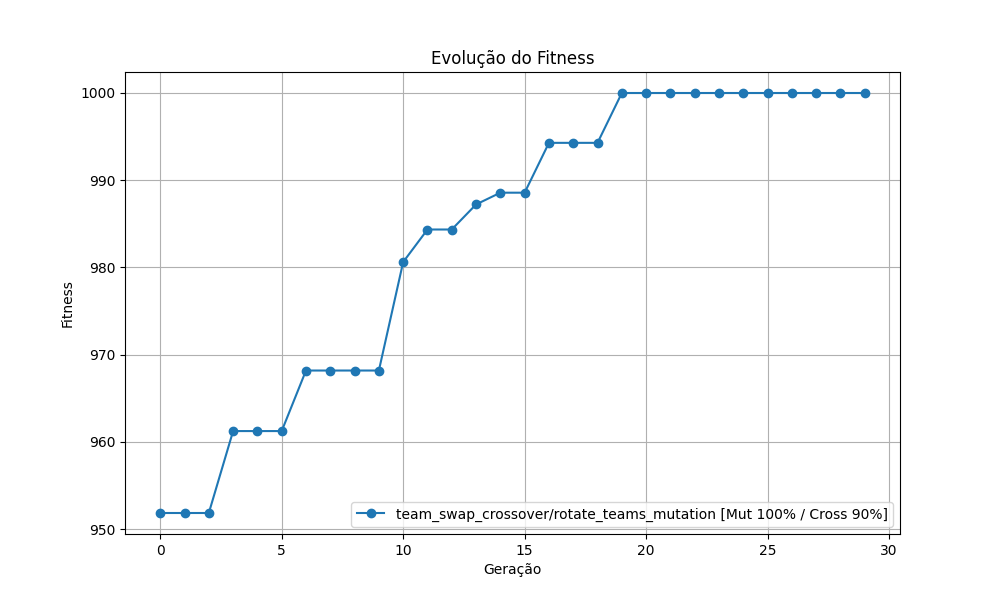 Evolução do Fitness
Fitness
1000
990
980
970
960
950
team_swap_crossover/rotate_teams_mutation [Mut 100% / Cross 90%]
0 5 10 15 20 25 30
Geração